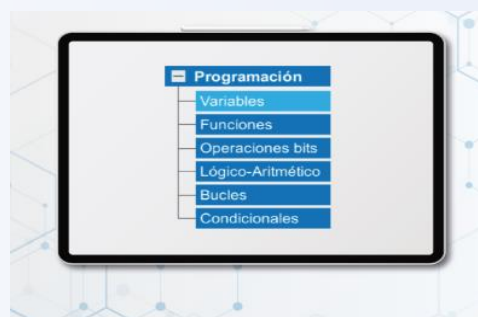 Programación
Variables
Funciones
Operaciones bits
Lógico-Aritmético
Bucles
Condicionales